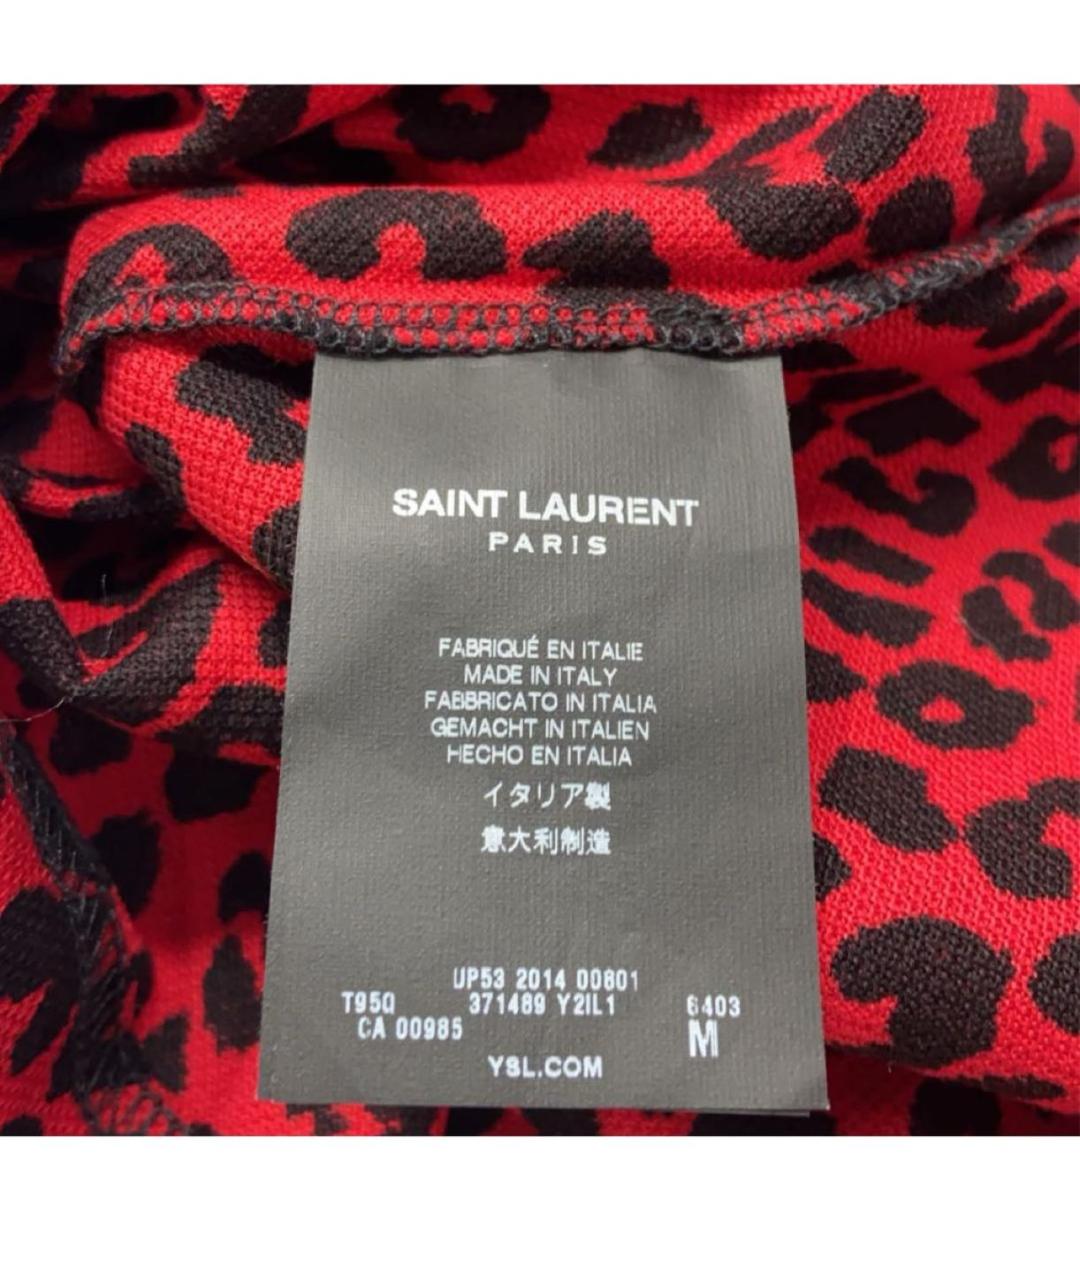 SAINT LAURENT
PARIS
FABRIQUÉ EN ITALIE
MADE IN ITALY
FABBRICATO IN ITALIA
GEMACHT IN ITALIEN
HECHO EN ITALIA
イタリア製
意大利制造
UP53 2014 00801
T95Q 371489 Y2IL1 6403
CA 00985 M
YSL.COM